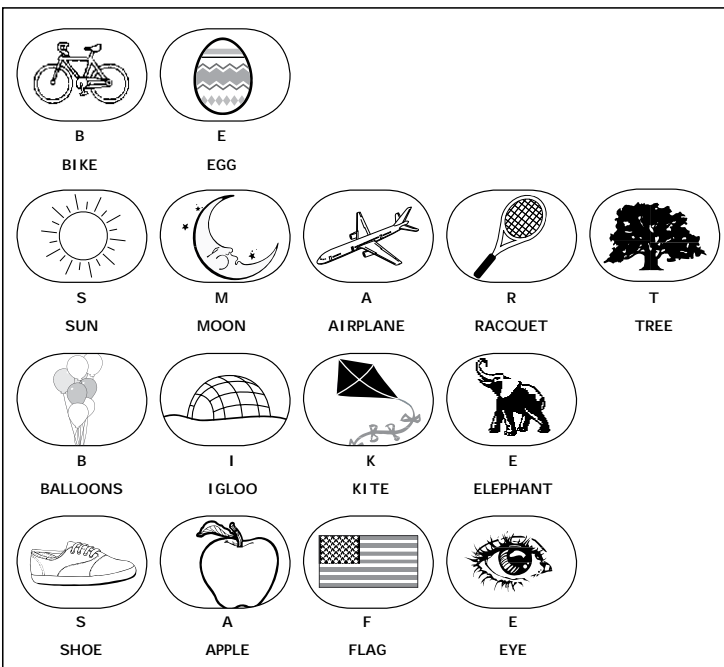 B E
BIKE EGG
S M A R T
SUN MOON AIRPLANE RACQUET TREE
B I K E
BALLOONS IGLOO KITE ELEPHANT
S A F E
SHOE APPLE FLAG EYE